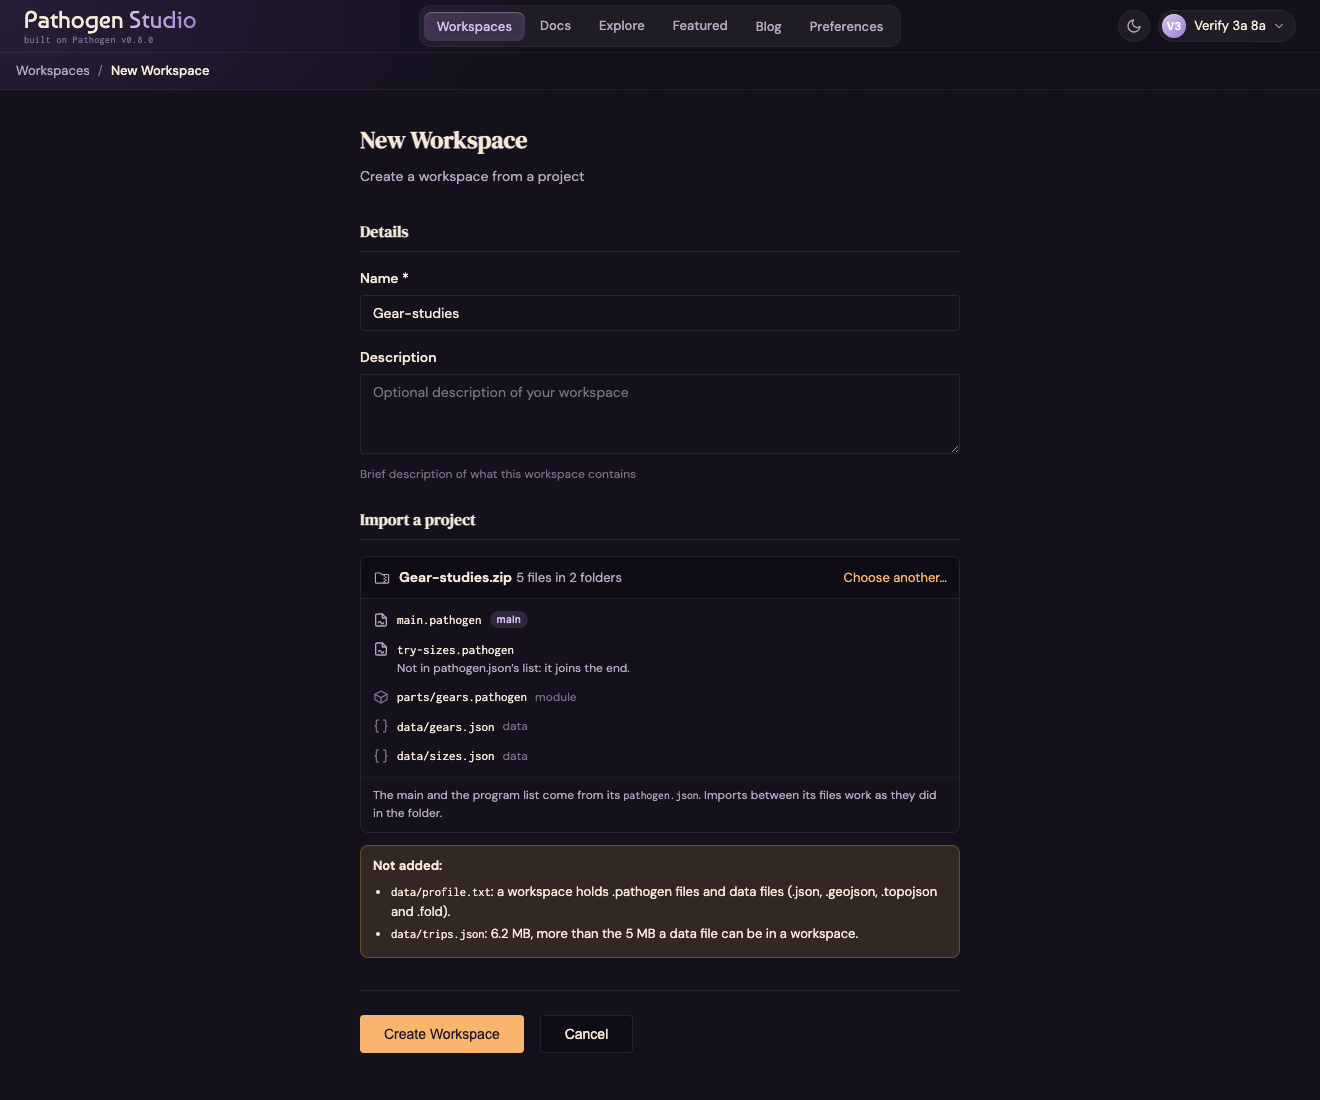 Pathogen Studio
built on Pathogen v0.8.0
Workspaces
Docs
Explore
Featured
Blog
Preferences
V3
Verify 3a 8a
Workspaces / New Workspace
New Workspace
Create a workspace from a project
Details
Name *
Gear-studies
Description
Optional description of your workspace
Brief description of what this workspace contains
Import a project
Gear-studies.zip 5 files in 2 folders
Choose another…
main.pathogen main
try-sizes.pathogen
Not in pathogen.json’s list: it joins the end.
parts/gears.pathogen module
data/gears.json data
data/sizes.json data
The main and the program list come from its pathogen.json. Imports between its files work as they did
in the folder.
Not added:
• data/profile.txt: a workspace holds .pathogen files and data files (.json, .geojson, .topojson
and .fold).
• data/trips.json: 6.2 MB, more than the 5 MB a data file can be in a workspace.
Create Workspace
Cancel